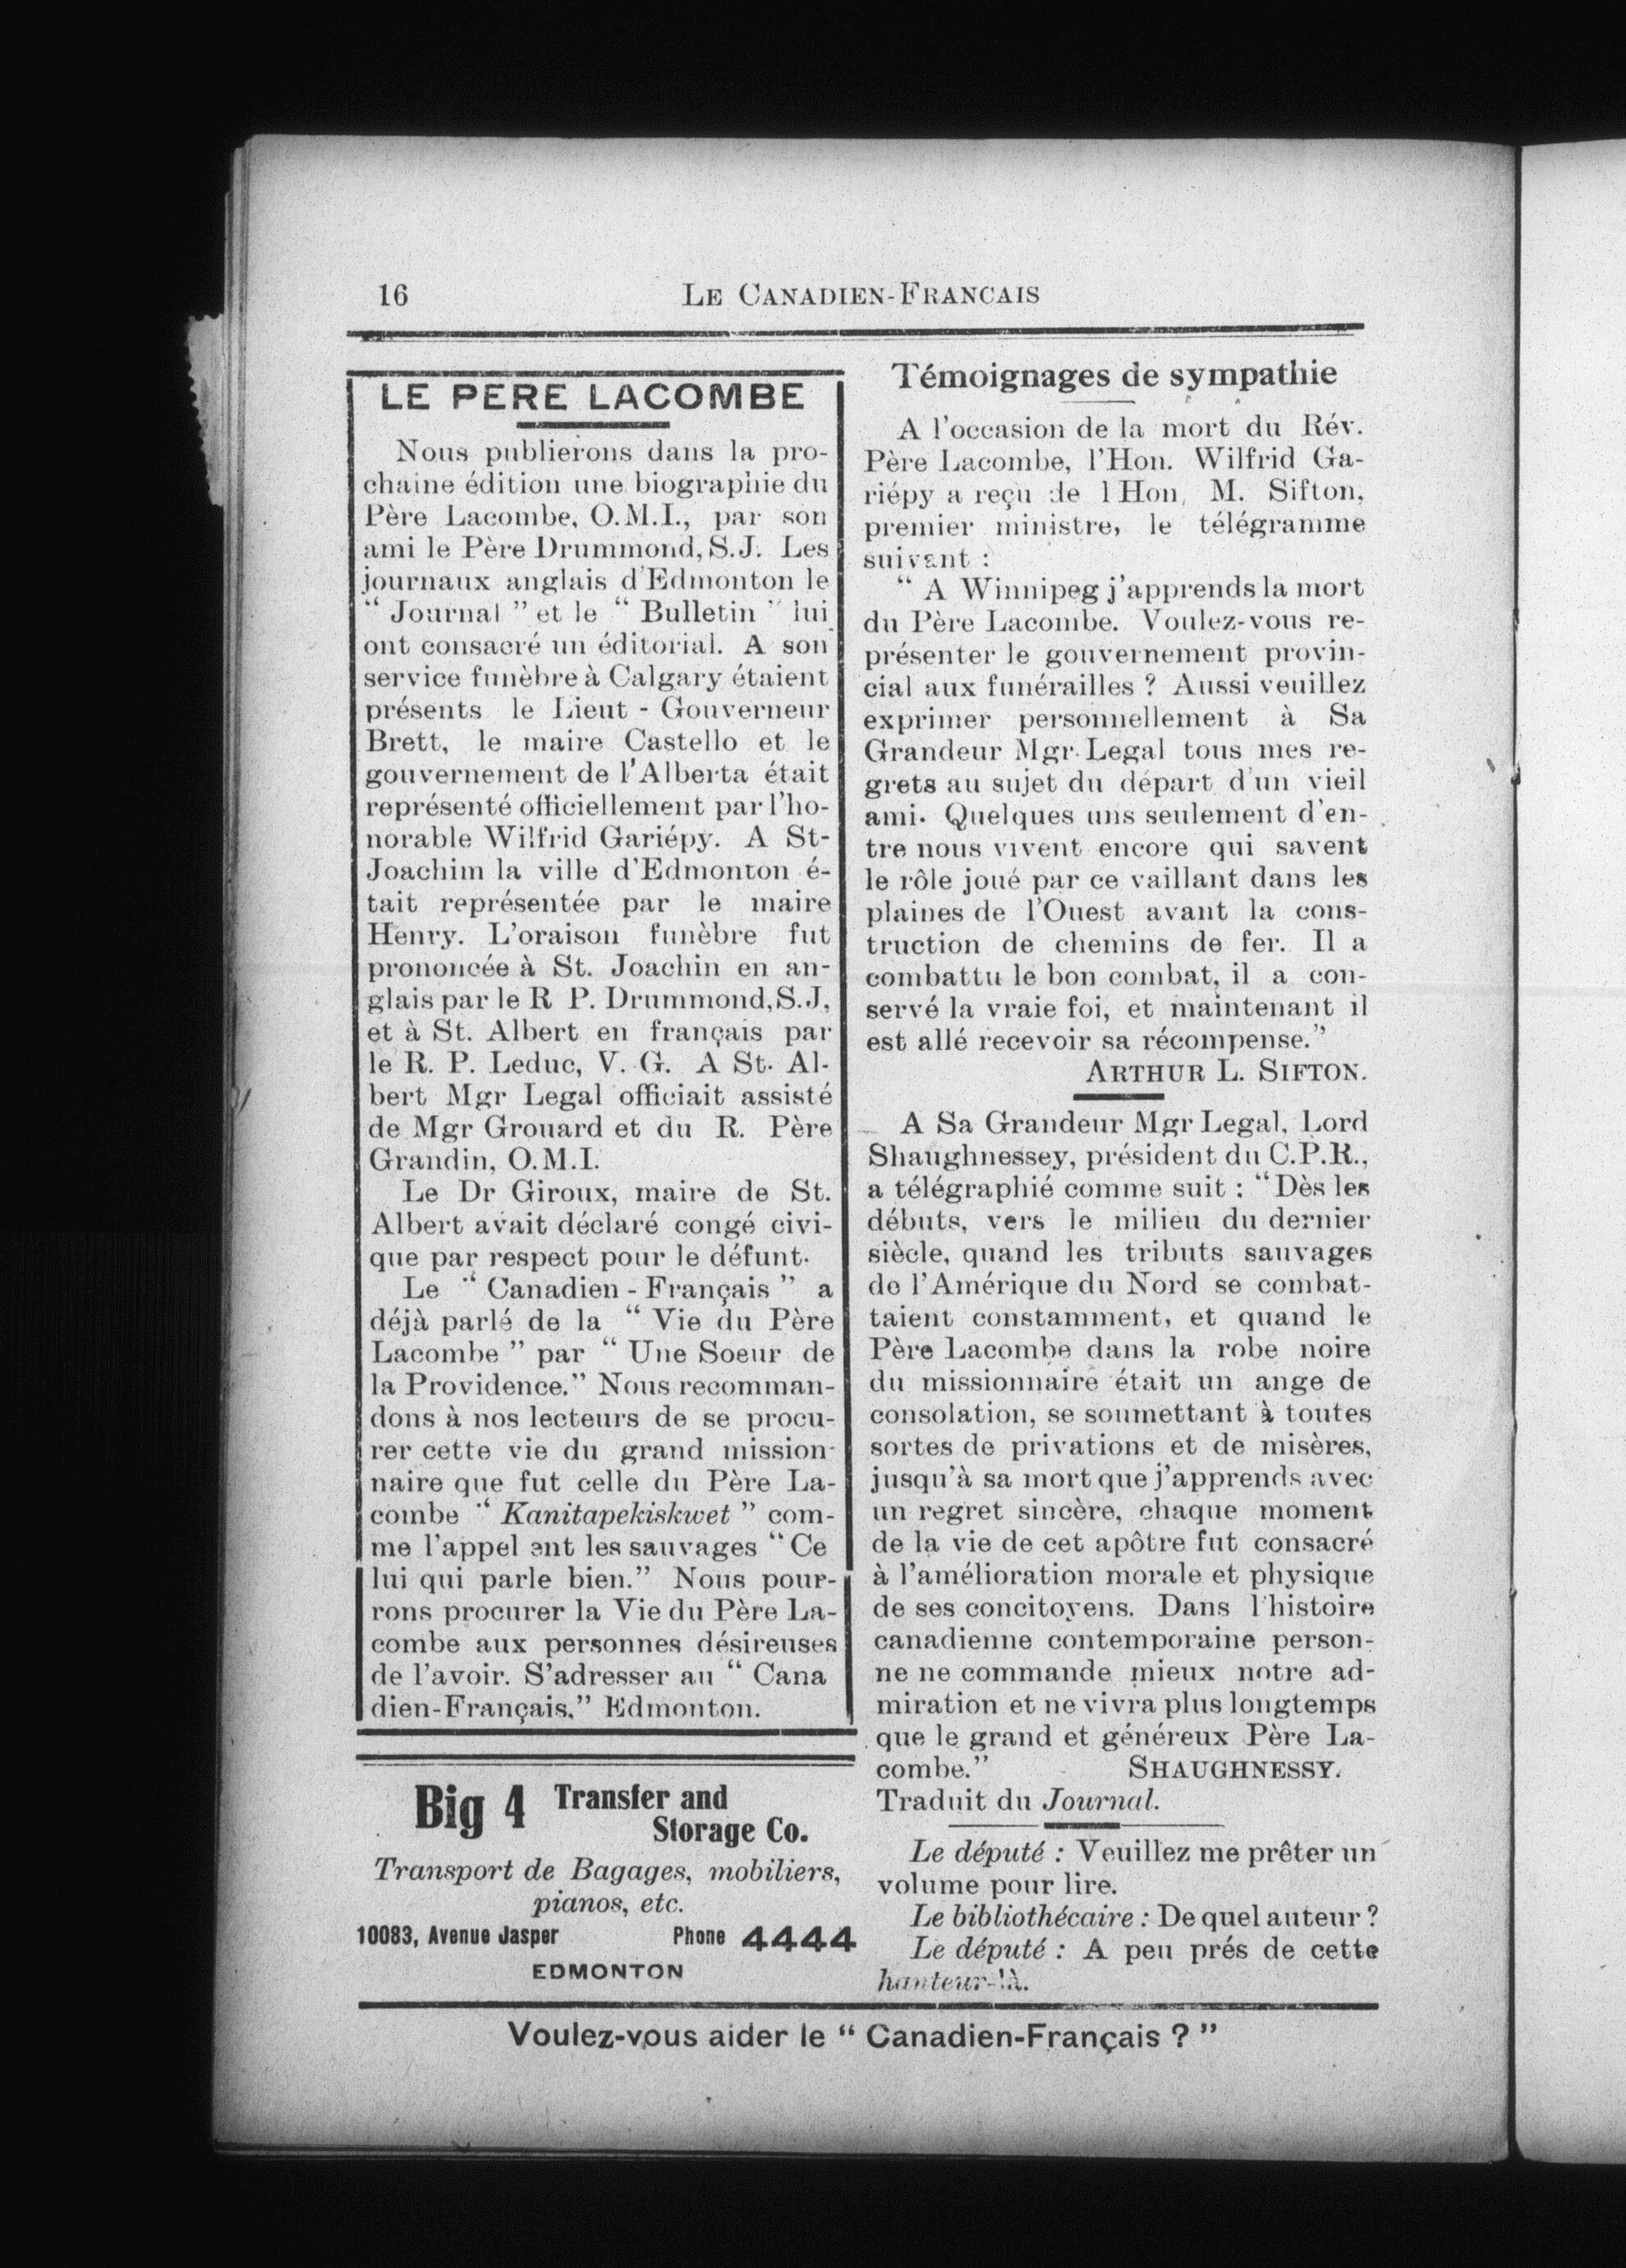 16
LE CANADIEN-FRANCAIS
LE PERE LACOMBE
Nous publierons dans la pro-
chaine édition une biographie du
Père Lacombe, O.M.I., par son
ami le Père Drummond, S.J. Les
journaux anglais d'Edmonton le
" Journal " et le " Bulletin " lui
ont consacré un éditorial. A son
service funèbre à Calgary étaient
présents le Lieut - Gouverneur
Brett, le maire Castello et le
gouvernement de l'Alberta était
représenté officiellement par l'ho-
norable Wilfrid Gariépy. A St-
Joachim la ville d'Edmonton é-
tait représentée par le maire
Henry. L'oraison funèbre fut
prononcée à St. Joachin en an-
glais par le R P. Drummond, S.J,
et à St. Albert en français par
le R. P. Leduc, V. G. A St. Al-
bert Mgr Legal officiait assisté
de Mgr Grouard et du R. Père
Grandin, O.M.I.
Le Dr Giroux, maire de St.
Albert avait déclaré congé civi-
que par respect pour le défunt.
Le " Canadien - Français " a
déjà parlé de la " Vie du Père
Lacombe " par " Une Soeur de
la Providence." Nous recomman-
dons à nos lecteurs de se procu-
rer cette vie du grand mission-
naire que fut celle du Père La-
combe " Kanitapekiskwet " com-
me l'appel ent les sauvages " Ce
lui qui parle bien." Nous pour-
rons procurer la Vie du Père La-
combe aux personnes désireuses
de l'avoir. S'adresser au " Cana
dien-Français," Edmonton.
Big 4 Transfer and
Storage Co.
Transport de Bagages, mobiliers,
pianos, etc.
10083, Avenue Jasper Phone 4444
EDMONTON
Témoignages de sympathie
A l'occasion de la mort du Rév.
Père Lacombe, l'Hon. Wilfrid Ga-
riépy a reçu de l Hon, M. Sifton,
premier ministre, le télégramme
suivant :
" A Winnipeg j'apprends la mort
du Père Lacombe. Voulez-vous re-
présenter le gouvernement provin-
cial aux funérailles ? Aussi veuillez
exprimer personnellement à Sa
Grandeur Mgr. Legal tous mes re-
grets au sujet du départ d'un vieil
ami. Quelques uns seulement d'en-
tre nous vivent encore qui savent
le rôle joué par ce vaillant dans les
plaines de l'Ouest avant la cons-
truction de chemins de fer. Il a
combattu le bon combat, il a con-
servé la vraie foi, et maintenant il
est allé recevoir sa récompense."
ARTHUR L. SIFTON.
A Sa Grandeur Mgr Legal, Lord
Shaughnessey, président du C.P.R.,
a télégraphié comme suit : " Dès les
débuts, vers le milieu du dernier
siècle, quand les tributs sauvages
de l'Amérique du Nord se combat-
taient constamment, et quand le
Père Lacombe dans la robe noire
du missionnaire était un ange de
consolation, se soumettant à toutes
sortes de privations et de misères,
jusqu'à sa mort que j'apprends avec
un regret sincère, chaque moment
de la vie de cet apôtre fut consacré
à l'amélioration morale et physique
de ses concitoyens. Dans l'histoire
canadienne contemporaine person-
ne ne commande mieux notre ad-
miration et ne vivra plus longtemps
que le grand et généreux Père La-
combe." SHAUGHNESSY.
Traduit du Journal.
Le député : Veuillez me prêter un
volume pour lire.
Le bibliothécaire : De quel auteur ?
Le député : A peu prés de cette
hauteur-là.
Voulez-vous aider le " Canadien-Français ? "